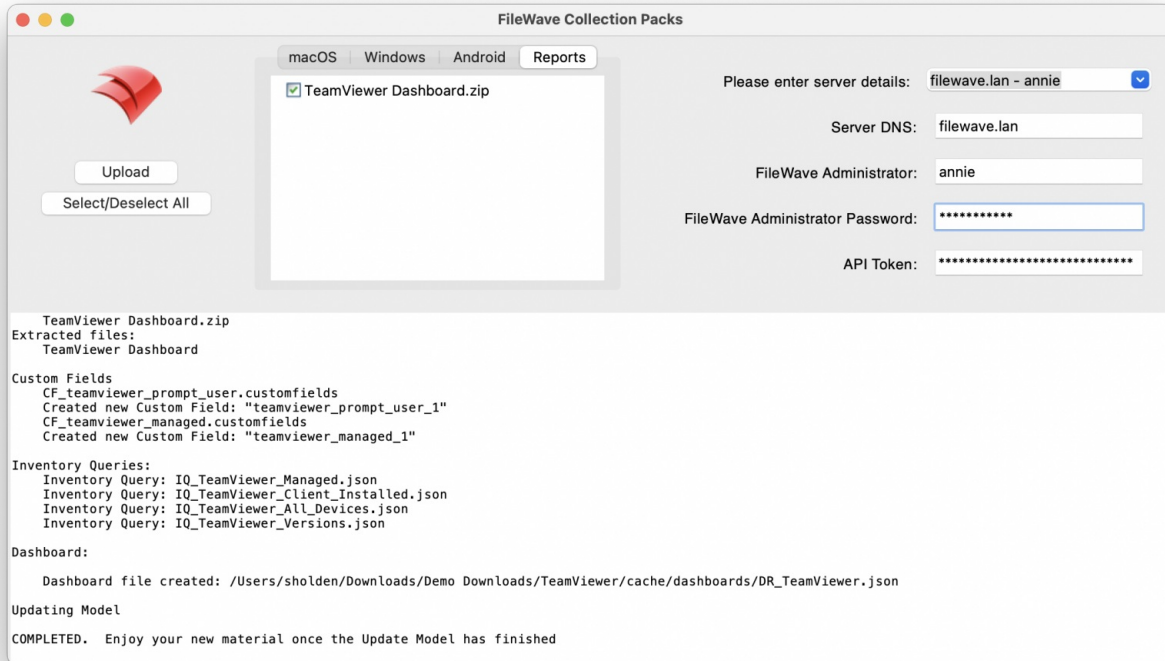 FileWave Collection Packs
macOS Windows Android Reports
TeamViewer Dashboard.zip
Upload
Select/Deselect All
Please enter server details: filewave.lan - annie
Server DNS: filewave.lan
FileWave Administrator: annie
FileWave Administrator Password: ***********
API Token: *****************************
TeamViewer Dashboard.zip
Extracted files:
TeamViewer Dashboard
Custom Fields
CF_teamviewer_prompt_user.customfields
Created new Custom Field: "teamviewer_prompt_user_1"
CF_teamviewer_managed.customfields
Created new Custom Field: "teamviewer_managed_1"
Inventory Queries:
Inventory Query: IQ_TeamViewer_Managed.json
Inventory Query: IQ_TeamViewer_Client_Installed.json
Inventory Query: IQ_TeamViewer_All_Devices.json
Inventory Query: IQ_TeamViewer_Versions.json
Dashboard:
Dashboard file created: /Users/sholden/Downloads/Demo Downloads/TeamViewer/cache/dashboards/DR_TeamViewer.json
Updating Model
COMPLETED.  Enjoy your new material once the Update Model has finished